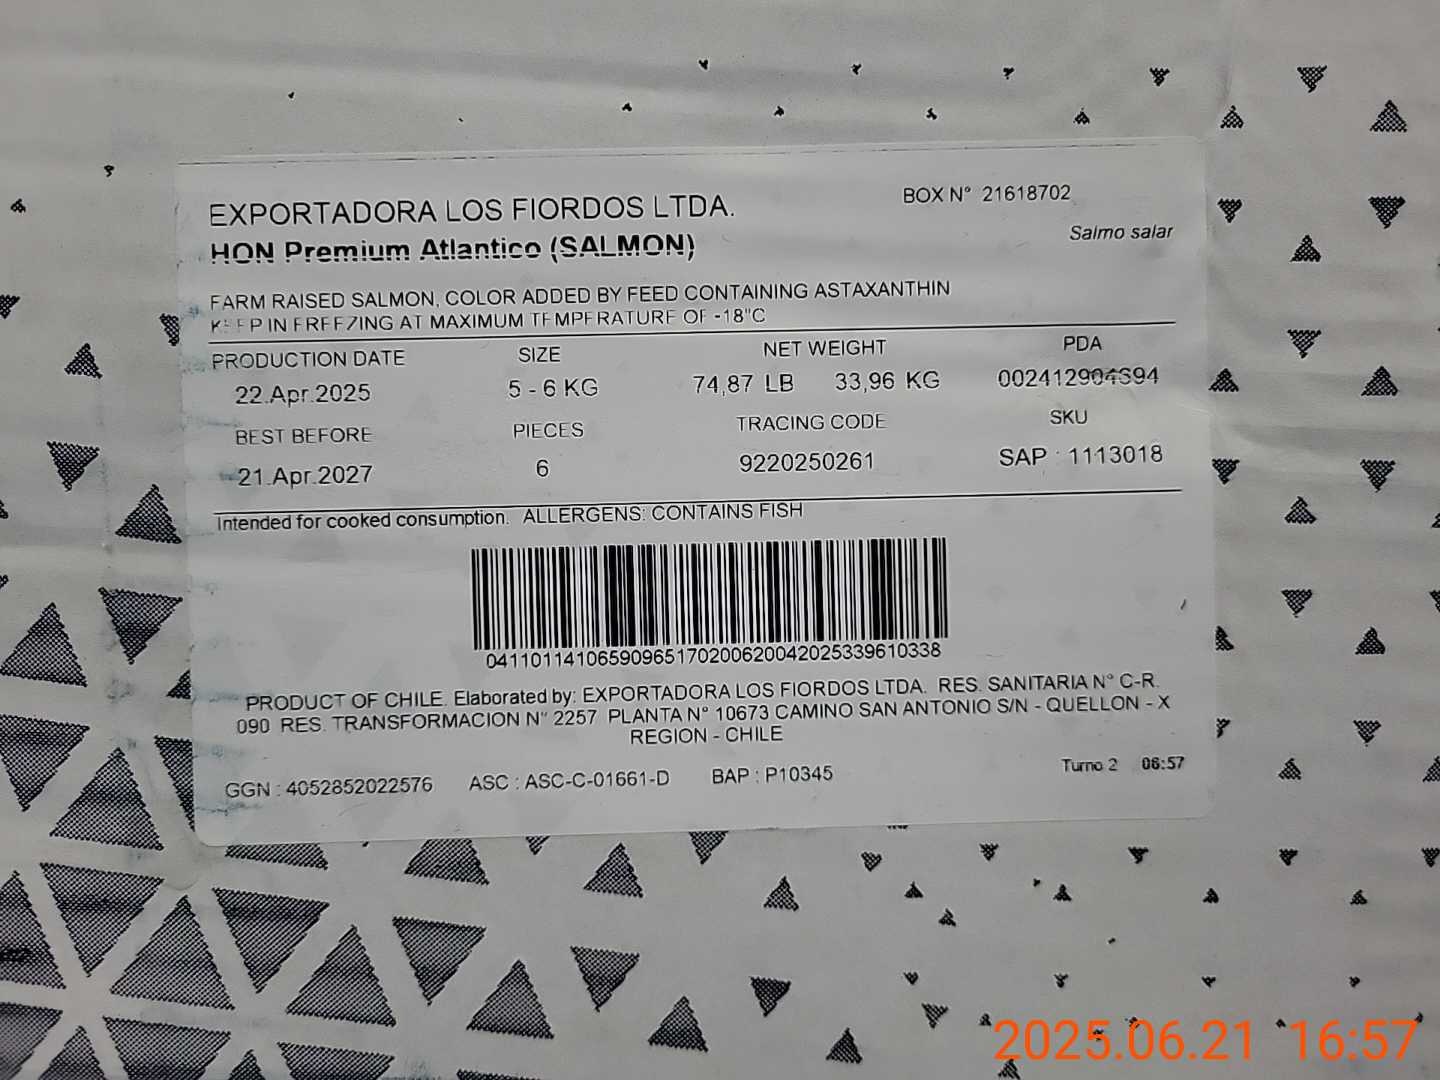 EXPORTADORA LOS FIORDOS LTDA.
BOX N° 21618702
HON Premium Atlantico (SALMON)
Salmo salar
FARM RAISED SALMON, COLOR ADDED BY FEED CONTAINING ASTAXANTHIN
KEEP IN FREEZING AT MAXIMUM TEMPERATURE OF -18°C
PRODUCTION DATE SIZE NET WEIGHT PDA
22.Apr.2025 5 - 6 KG 74,87 LB 33,96 KG
BEST BEFORE PIECES TRACING CODE SKU
21.Apr.2027 6 9220250261 SAP : 1113018
Intended for cooked consumption. ALLERGENS: CONTAINS FISH
04110114106590965170200620042025339610338
PRODUCT OF CHILE. Elaborated by: EXPORTADORA LOS FIORDOS LTDA. RES. SANITARIA N° C-R.
090 RES. TRANSFORMACION N° 2257 PLANTA N° 10673 CAMINO SAN ANTONIO S/N - QUELLON - X
REGION - CHILE
GGN : 4052852022576 ASC : ASC-C-01661-D BAP : P10345 Turno 2 06:57
2025.06.21 16:57